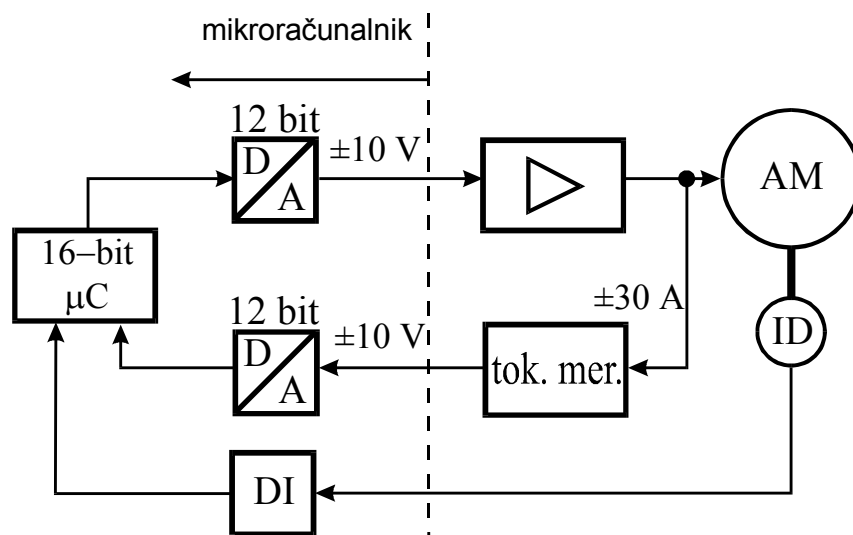 mikroračunalnik
12 bit
D
A
±10 V
AM
16–bit
μC
±30 A
12 bit
D
A
±10 V
tok. mer.
ID
DI